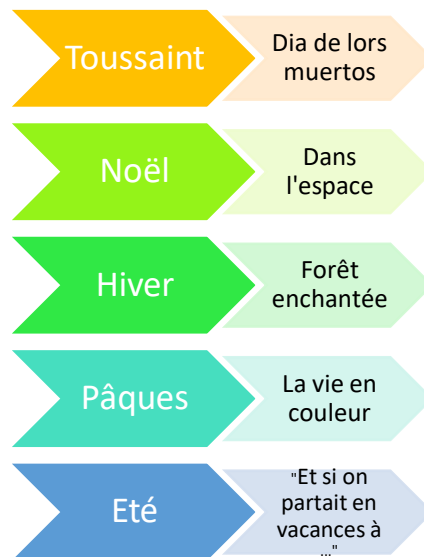 Toussaint
Dia de lors
muertos
Noël
Dans
l'espace
Hiver
Forêt
enchantée
Pâques
La vie en
couleur
Eté
"Et si on
partait en
vacances à
..."